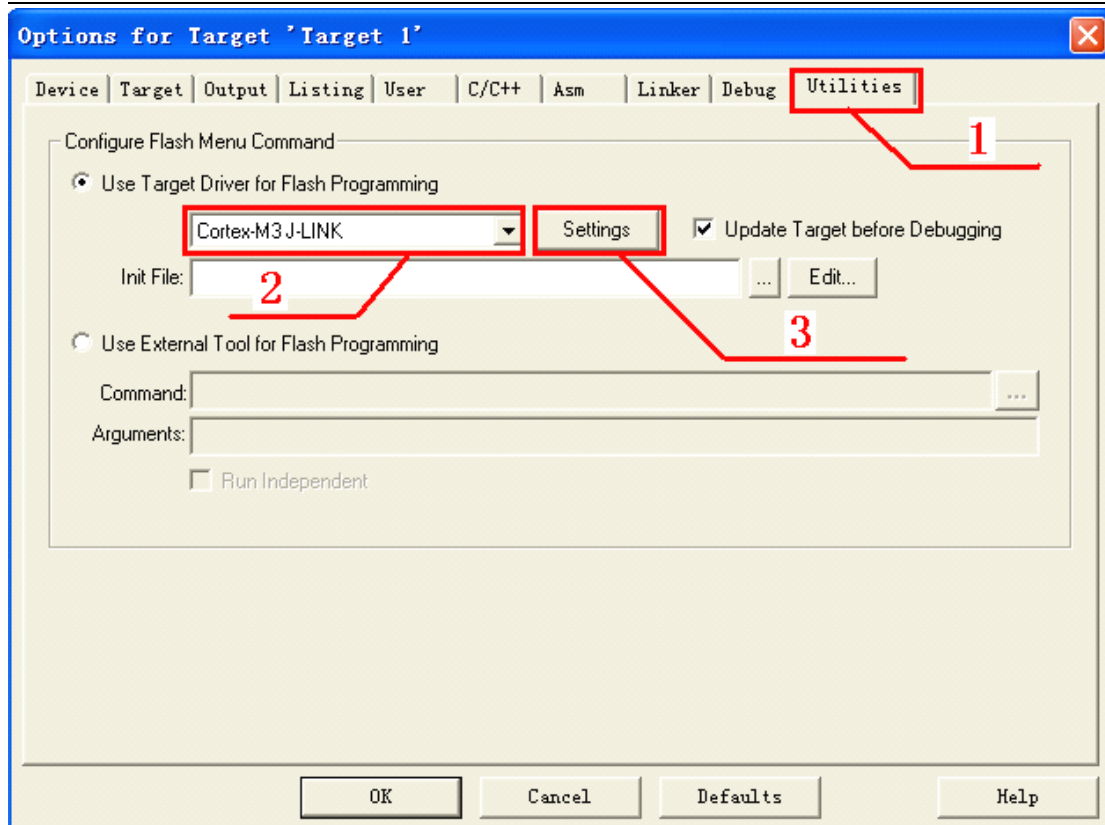 Options for Target 'Target 1'
Device Target Output Listing User C/C++ Asm Linker Debug Utilities
1
Configure Flash Menu Command
Use Target Driver for Flash Programming
Cortex-M3 J-LINK Settings Update Target before Debugging
Init File: ... Edit...
2
3
Use External Tool for Flash Programming
Command: ...
Arguments:
Run Independent
OK Cancel Defaults Help